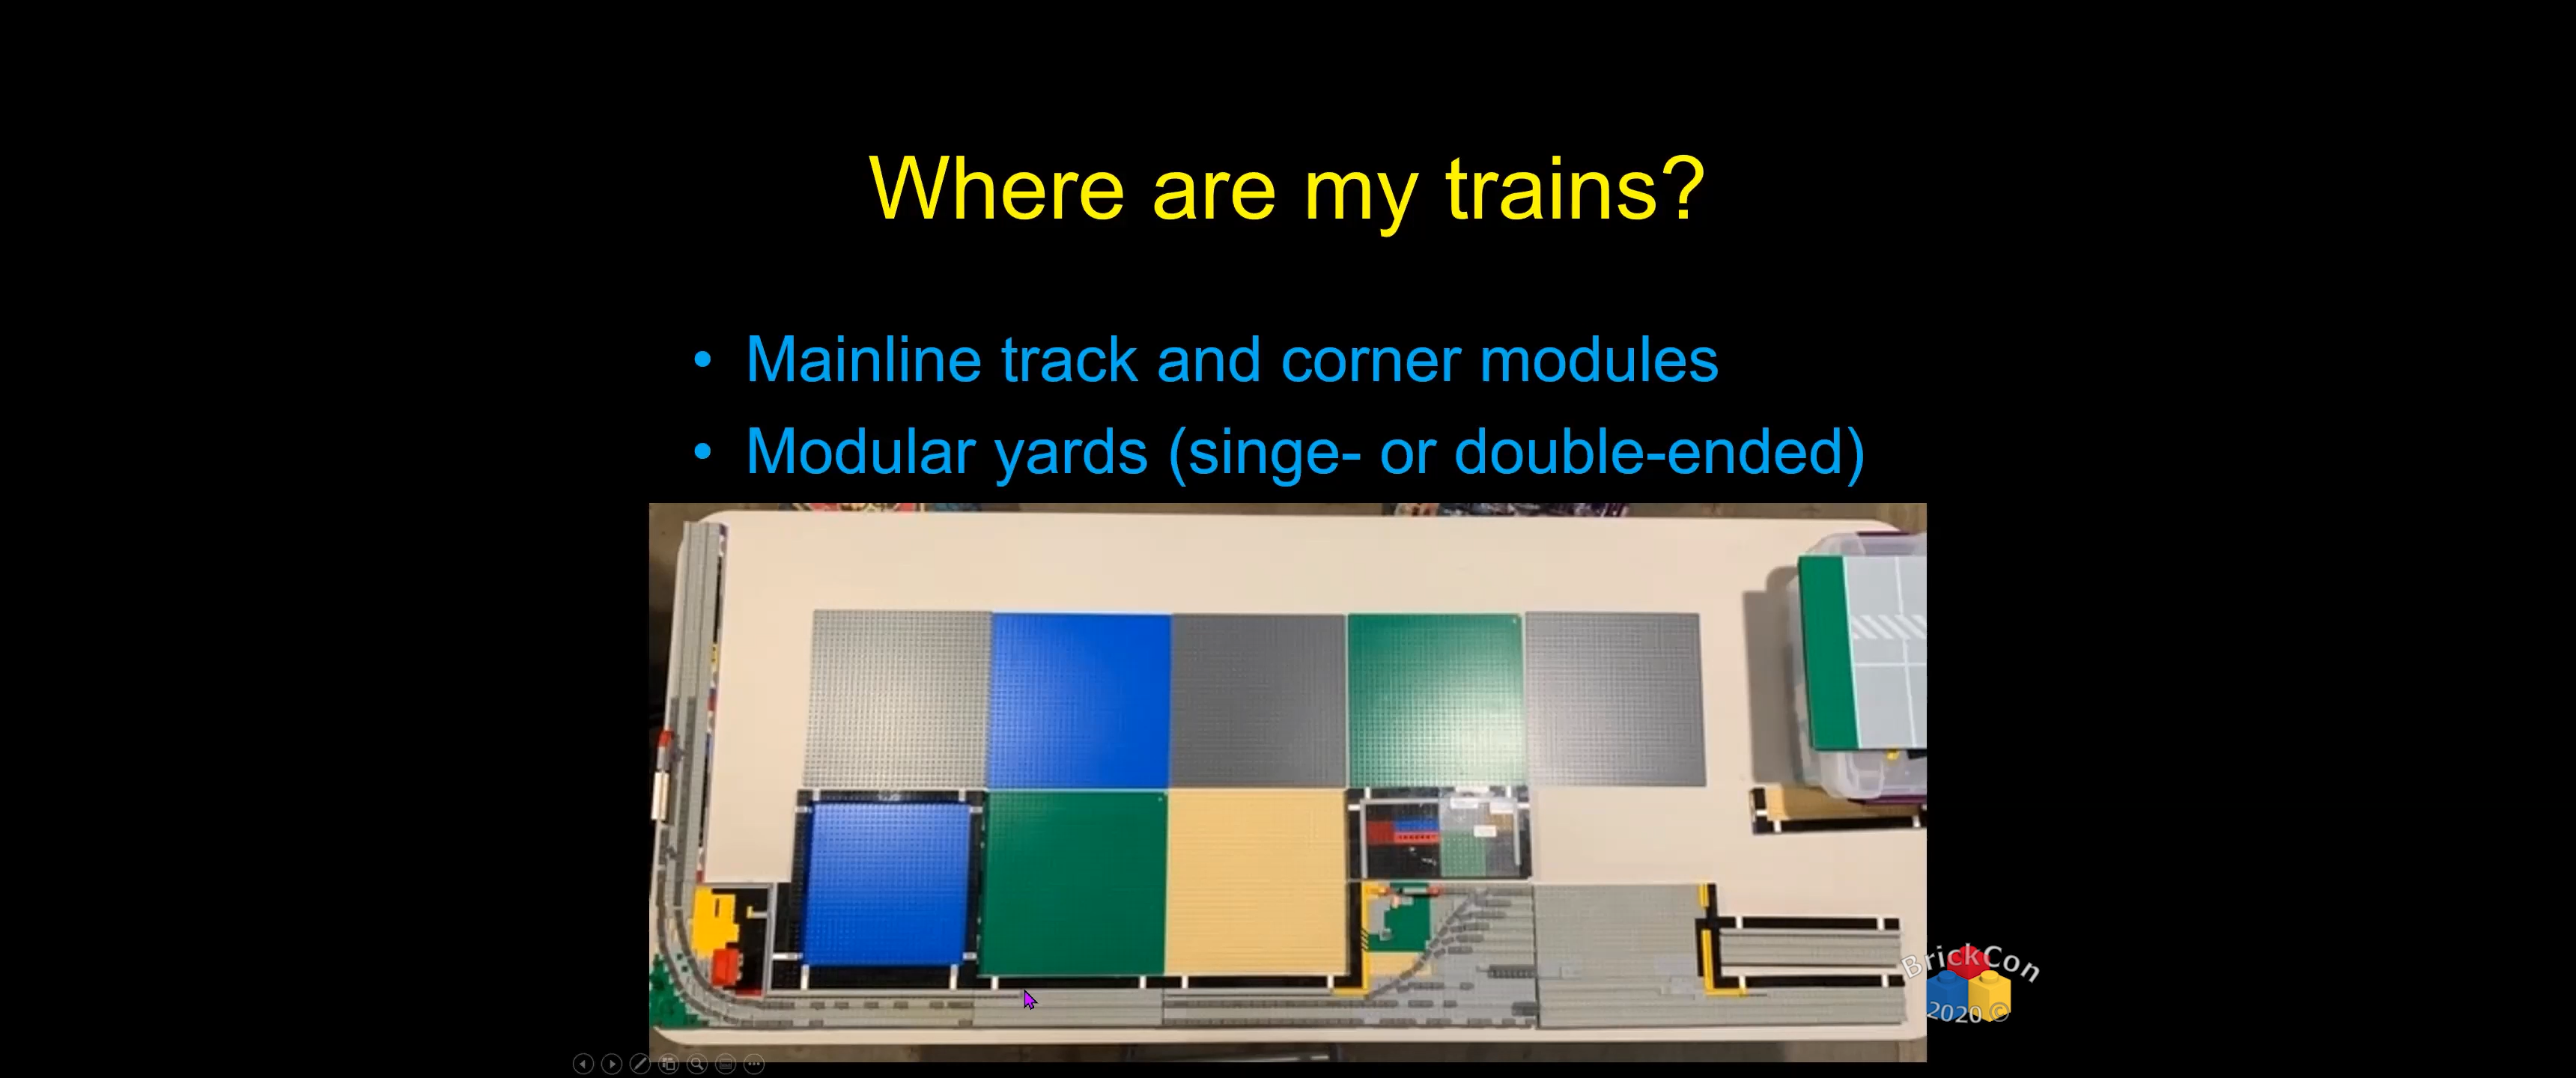 Where are my trains?
• Mainline track and corner modules
• Modular yards (singe- or double-ended)
BrickCon
2020 ©